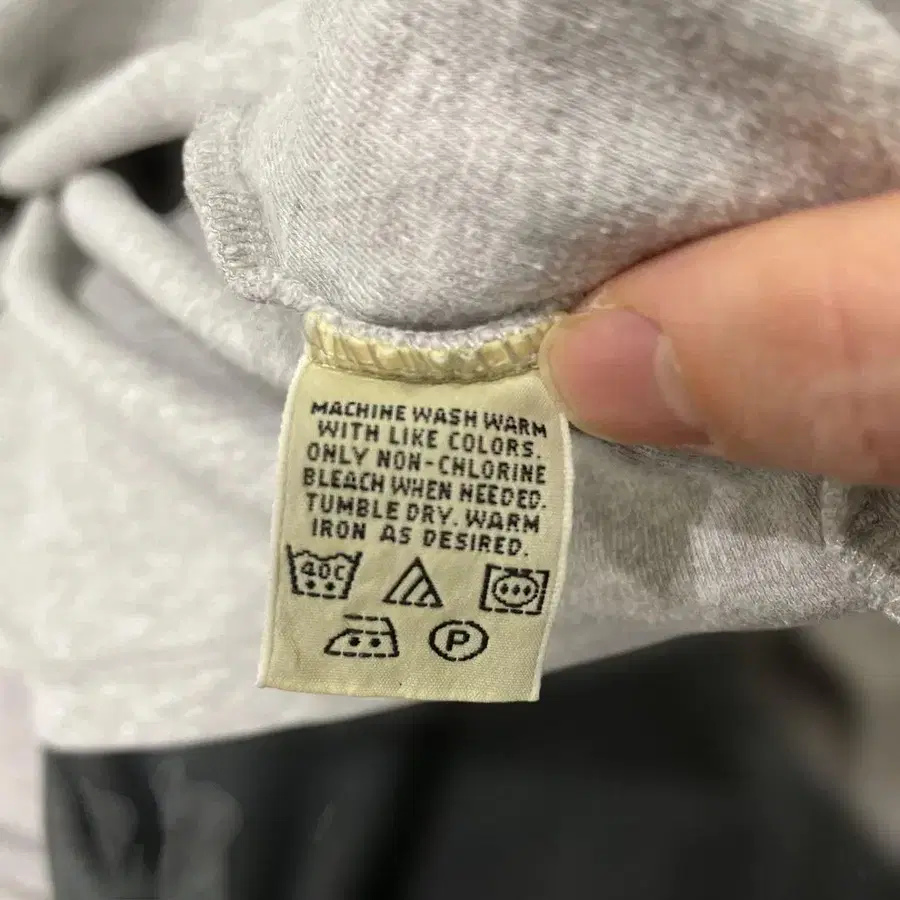 MACHINE WASH WARM
WITH LIKE COLORS.
ONLY NON-CHLORINE
BLEACH WHEN NEEDED.
TUMBLE DRY. WARM
IRON AS DESIRED.
40C
P